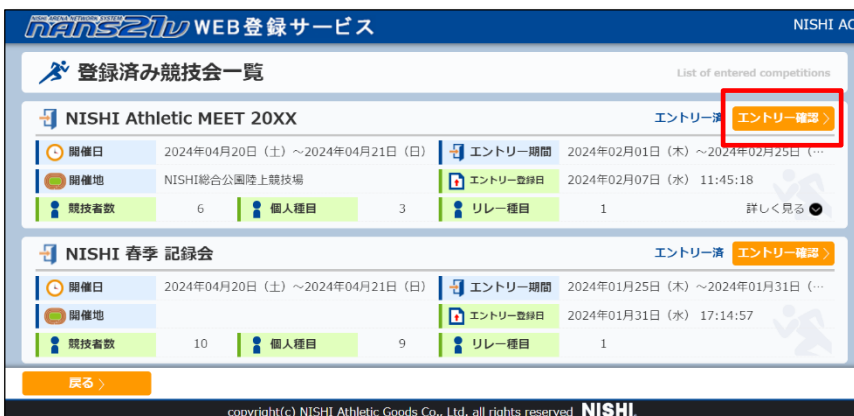 NISHI ARENA NETWORK SYSTEM
NANS21V WEB登録サービス NISHI AC
登録済み競技会一覧 List of entered competitions
NISHI Athletic MEET 20XX エントリー済 エントリー確認 〉
開催日 2024年04月20日（土）～2024年04月21日（日） エントリー期間 2024年02月01日（木）～2024年02月25日（…
開催地 NISHI総合公園陸上競技場 エントリー登録日 2024年02月07日（水） 11:45:18
競技者数 6 個人種目 3 リレー種目 1 詳しく見る
NISHI 春季 記録会 エントリー済 エントリー確認 〉
開催日 2024年04月20日（土）～2024年04月21日（日） エントリー期間 2024年01月25日（木）～2024年01月31日（…
開催地 エントリー登録日 2024年01月31日（水） 17:14:57
競技者数 10 個人種目 9 リレー種目 1
戻る 〉
copyright(c) NISHI Athletic Goods Co., Ltd. all rights reserved NISHI.